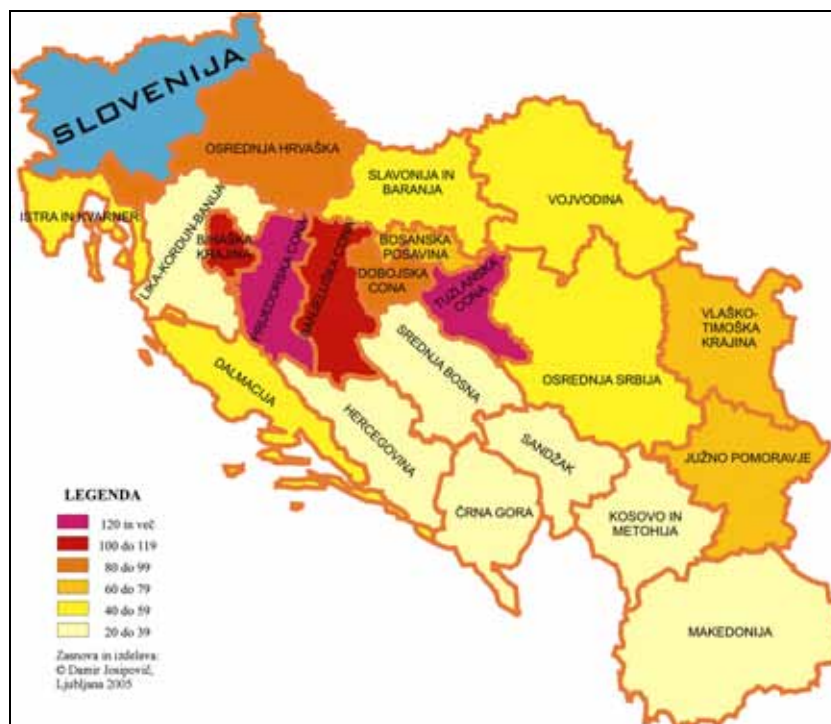 SLOVENIJA
OSREDNJA HRVAŠKA
SLAVONIJA IN
BARANJA
VOJVODINA
ISTRA IN KVARNER
LIKA-KORDUN-BANIJA
BIHAŠKA
KRAJINA
PRIJEDORSKA CONA
BANJELUŠKA CONA
BOSANSKA
POSAVINA
DOBOJSKA
CONA
TUZLANSKA
CONA
VLAŠKO-
TIMOŠKA
KRAJINA
SREDNJA BOSNA
OSREDNJA SRBIJA
DALMACIJA
HERCEGOVINA
SANDŽAK
JUŽNO POMORAVJE
ČRNA GORA
KOSOVO IN
METOHIJA
MAKEDONIJA
LEGENDA
120 in več
100 do 119
80 do 99
60 do 79
40 do 59
20 do 39
Zasnova in izdelava:
© Damir Josipovič,
Ljubljana 2005